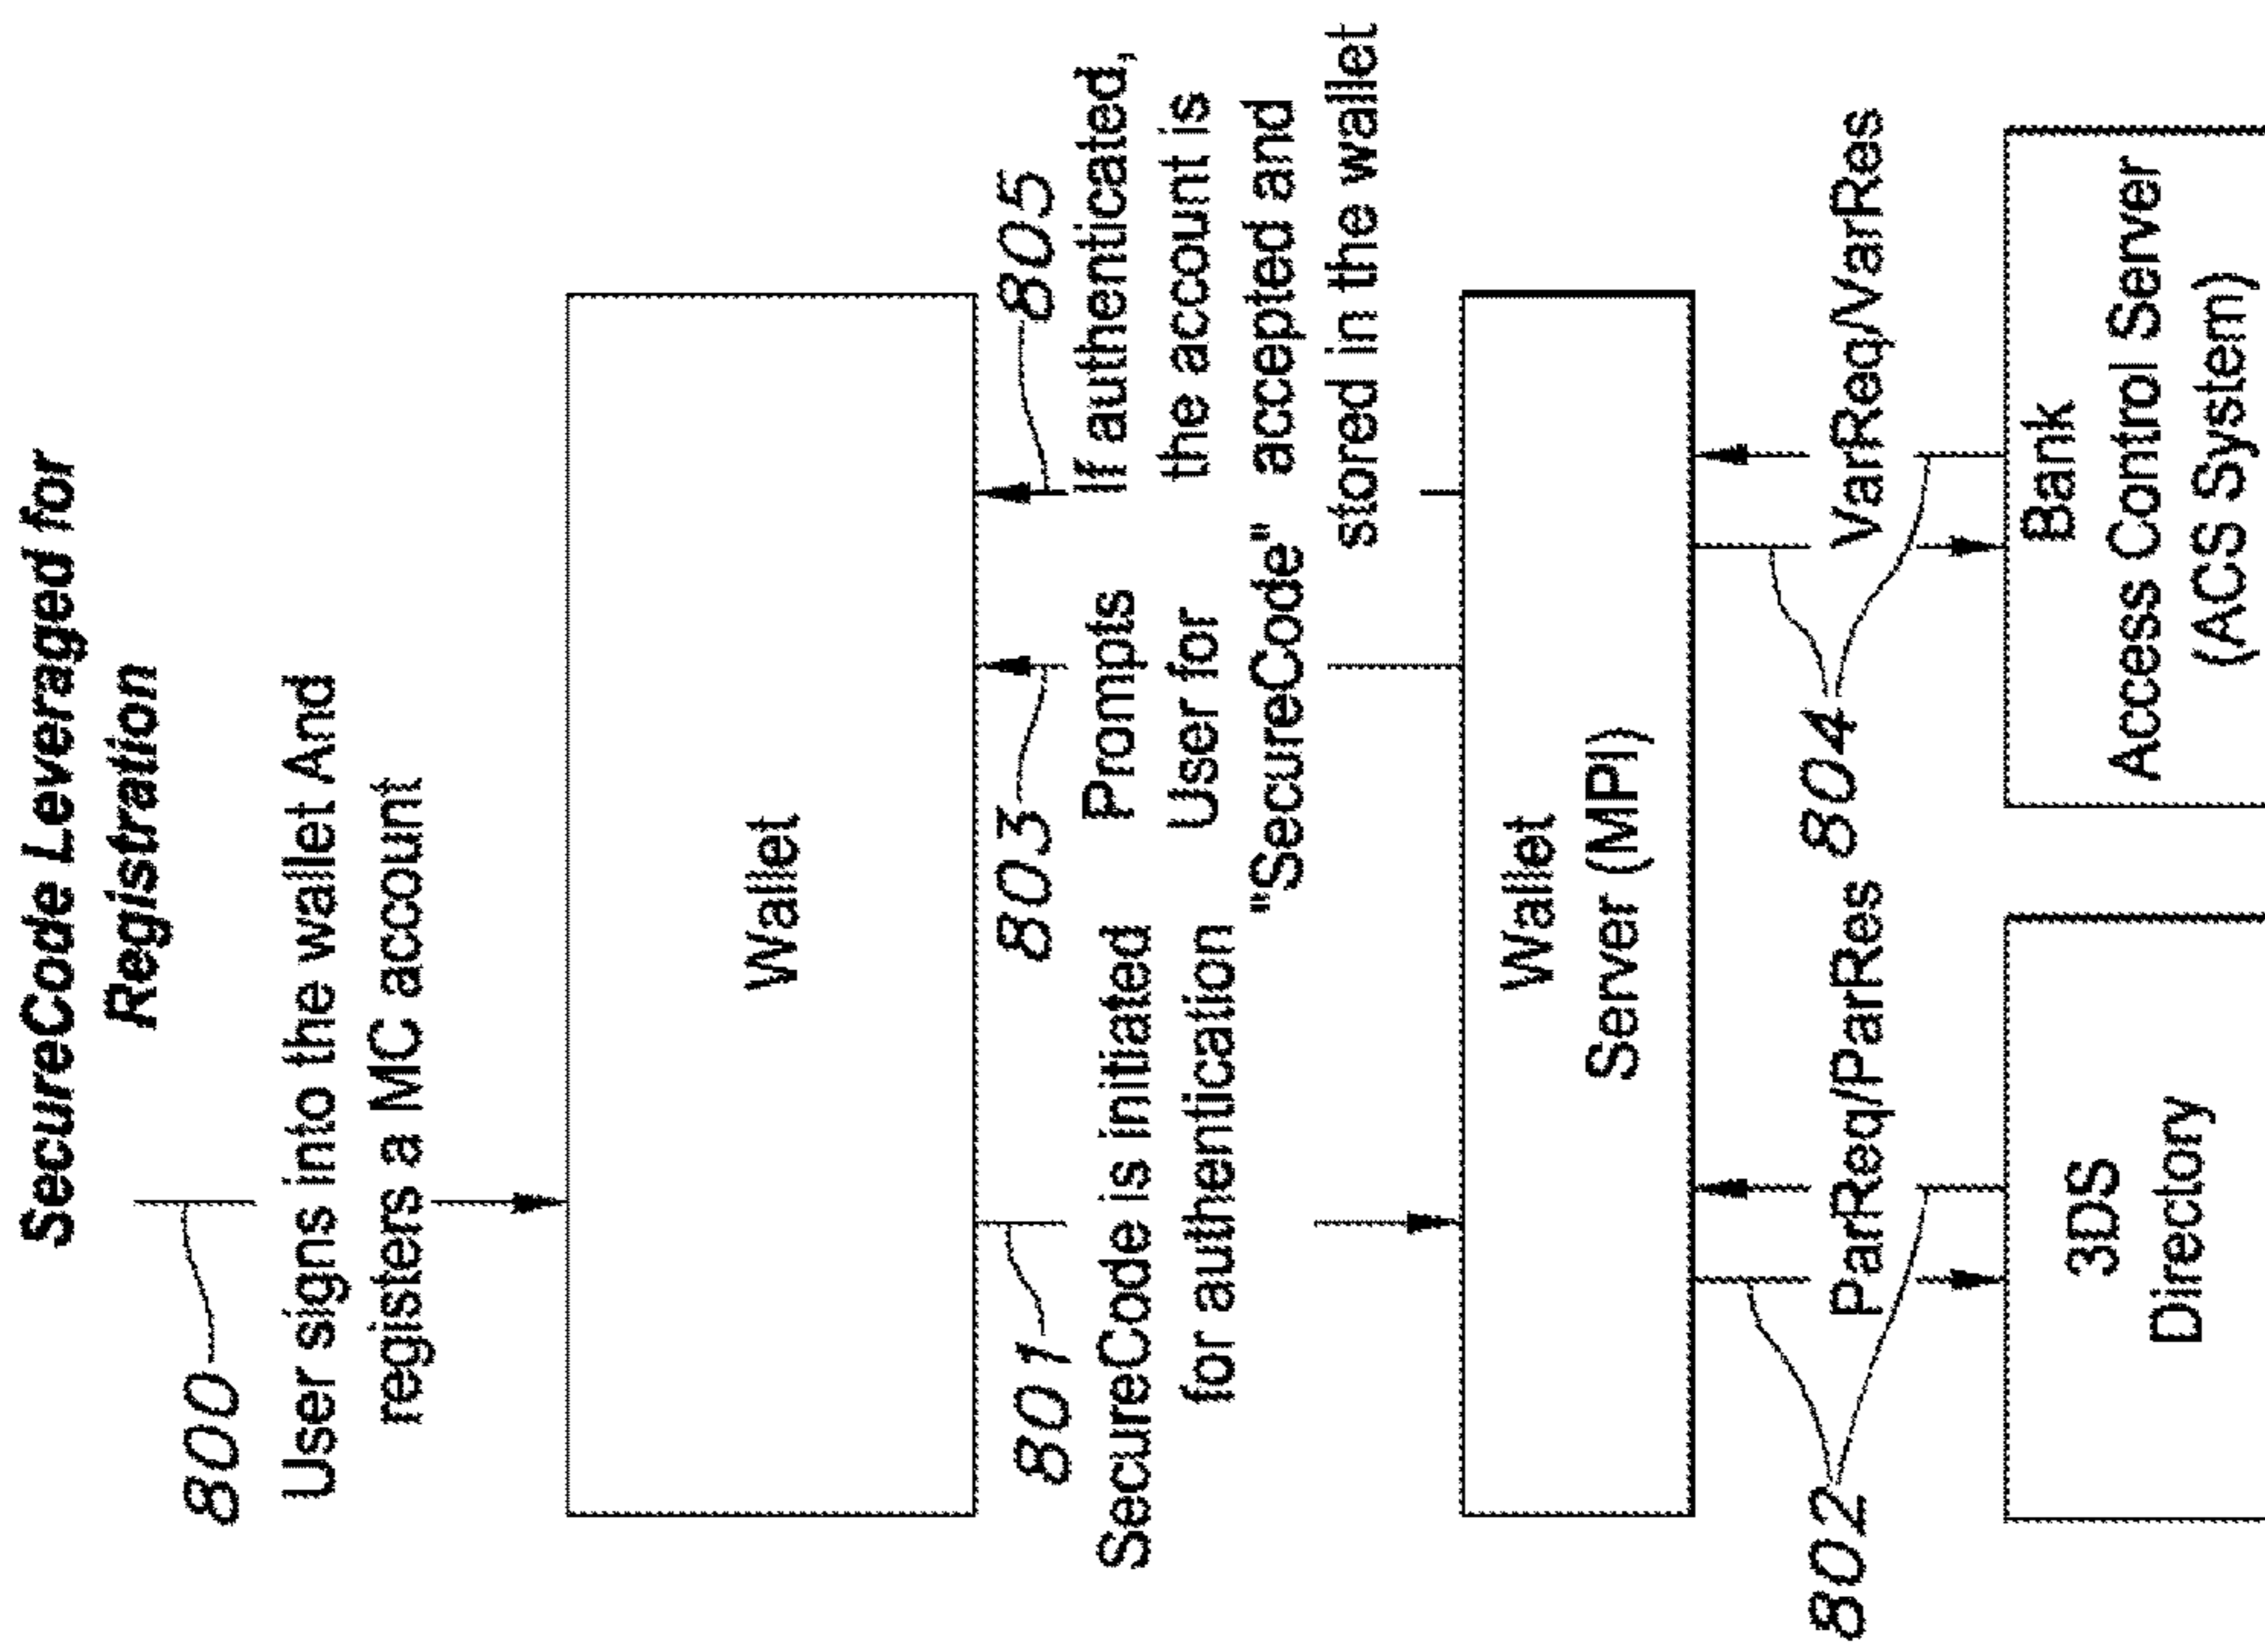 SecureCode Leveraged for
Registration
800
User signs into the wallet And
registers a MC account
Wallet
801
SecureCode is initiated
for authentication
803
Prompts
User for
"SecureCode"
805
If authenticated,
the account is
accepted and
stored in the wallet
Wallet
Server (MPI)
802
ParReq/ParRes
804
VarReq/VarRes
3DS
Directory
Bank
Access Control Server
(ACS System)